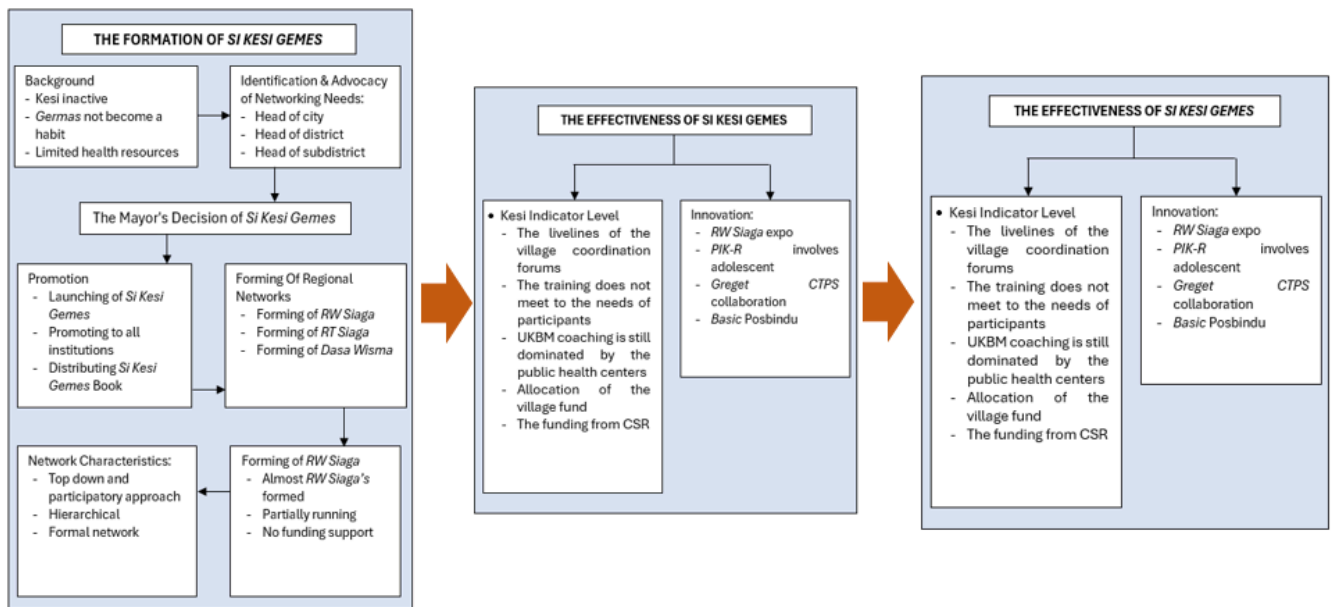 THE FORMATION OF SI KESI GEMES
Background
- Kesi inactive
- Germas not become a
habit
- Limited health resources
Identification & Advocacy
of Networking Needs:
- Head of city
- Head of district
- Head of subdistrict
The Mayor's Decision of Si Kesi Gemes
Promotion
- Launching of Si Kesi
Gemes
- Promoting to all
institutions
- Distributing Si Kesi
Gemes Book
Forming Of Regional
Networks
- Forming of RW Siaga
- Forming of RT Siaga
- Forming of Dasa Wisma
Network Characteristics:
- Top down and
participatory approach
- Hierarchical
- Formal network
Forming of RW Siaga
- Almost RW Siaga's
formed
- Partially running
- No funding support
THE EFFECTIVENESS OF SI KESI GEMES
• Kesi Indicator Level
- The livelines of the
village coordination
forums
- The training does not
meet to the needs of
participants
- UKBM coaching is still
dominated by the
public health centers
- Allocation of the
village fund
- The funding from CSR
Innovation:
- RW Siaga expo
- PIK-R involves
adolescent
- Greget CTPS
collaboration
- Basic Posbindu
THE EFFECTIVENESS OF SI KESI GEMES
• Kesi Indicator Level
- The livelines of the
village coordination
forums
- The training does not
meet to the needs of
participants
- UKBM coaching is still
dominated by the
public health centers
- Allocation of the
village fund
- The funding from CSR
Innovation:
- RW Siaga expo
- PIK-R involves
adolescent
- Greget CTPS
collaboration
- Basic Posbindu